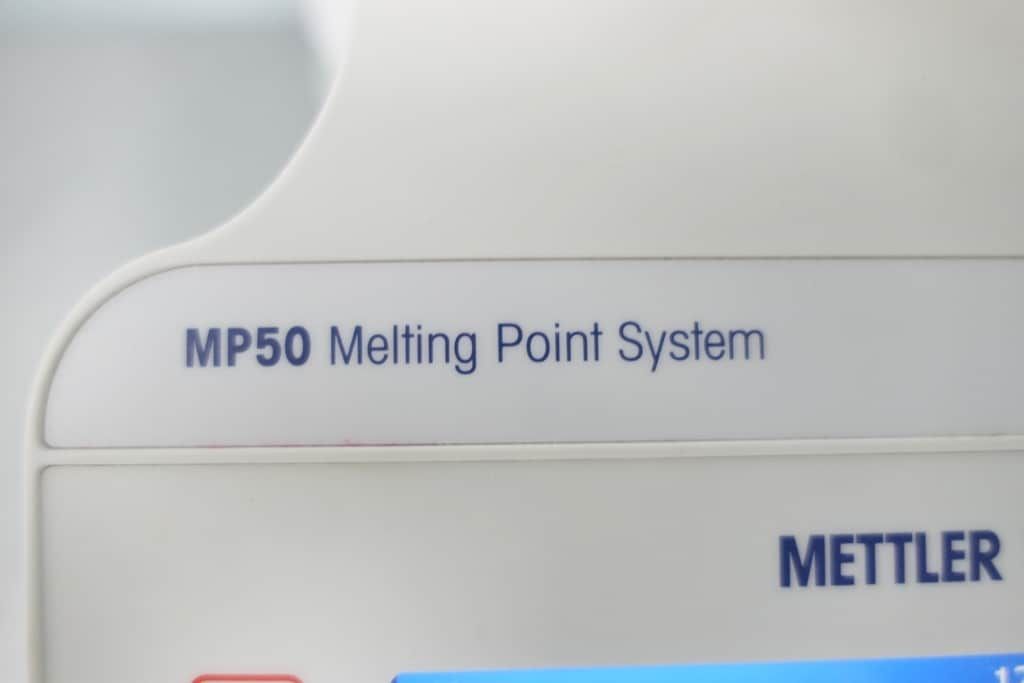 MP50 Melting Point System
METTLER